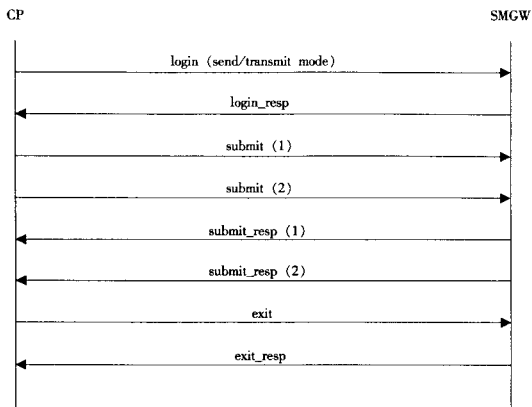 CP
SMGW
login (send/transmit mode)
login_resp
submit (1)
submit (2)
submit_resp (1)
submit_resp (2)
exit
exit_resp